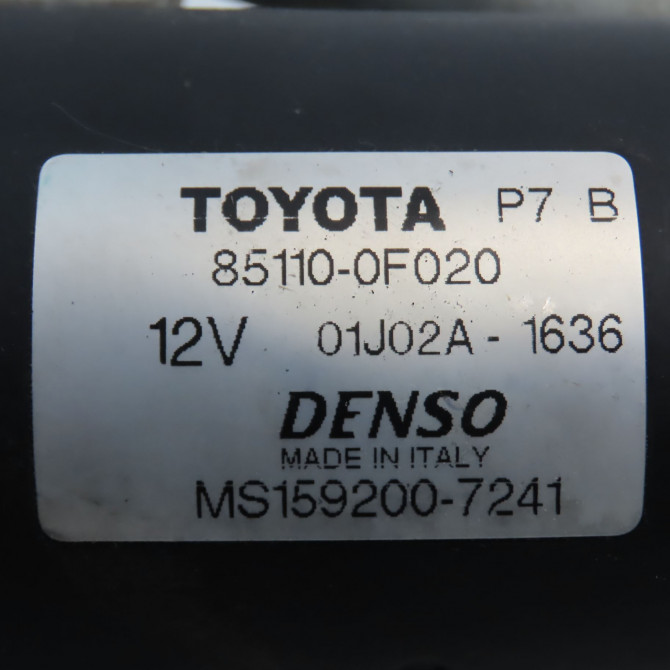 TOYOTA P7 B
85110-0F020
12V 01J02A - 1636
DENSO
MADE IN ITALY
MS159200-7241